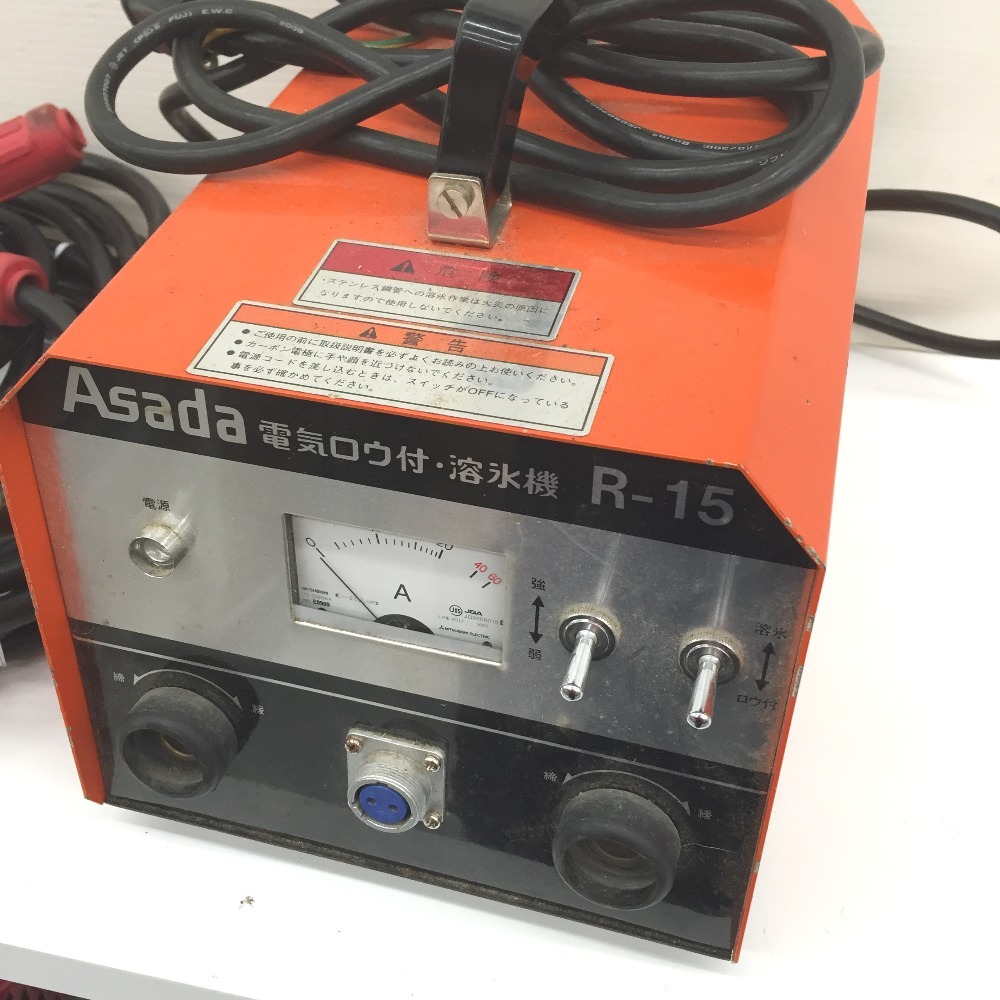 危険
・ステンレス鋼管への溶氷作業は火災の原因に
なりますので使用しないでください。
警告
● ご使用の前に取扱説明書を必ずよくお読みの上お使いください。
● カーボン電極に手や顔を近づけないでください。
● 電源コードを差し込むときは、スイッチがOFFになっている
事を必ず確かめてください。
Asada 電気ロウ付・溶氷機 R-15
電源
0 20 40 60
A
JIS JQIA
MITSUBISHI ELECTRIC
強
弱
溶氷
ロウ付
締 緩
締 緩